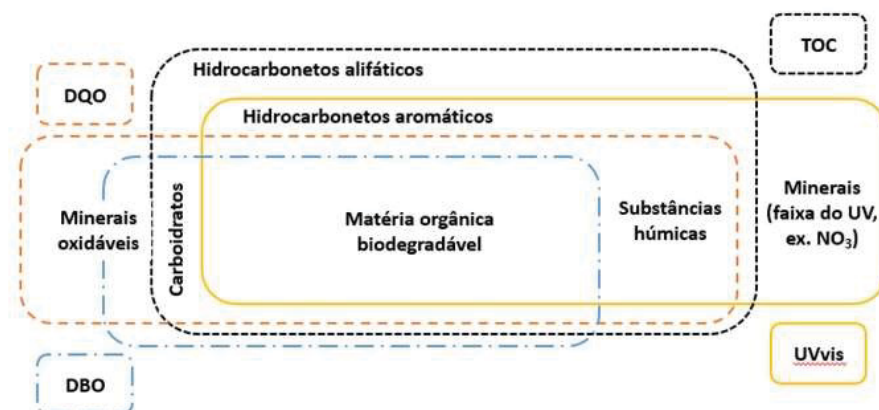 TOC
Hidrocarbonetos alifáticos
DQO
Hidrocarbonetos aromáticos
Minerais
oxidáveis
Carboidratos
Matéria orgânica
biodegradável
Substâncias
húmicas
Minerais
(faixa do UV,
ex. NO₃)
UVvis
DBO